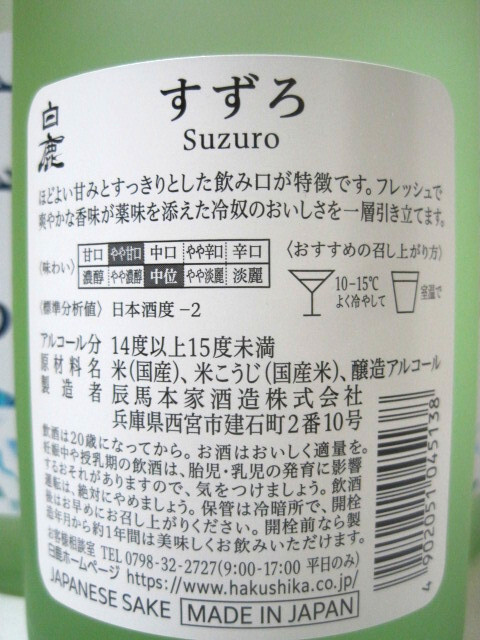 白鹿
すずろ
Suzuro
ほどよい甘みとすっきりとした飲み口が特徴です。フレッシュで
爽やかな香味が薬味を添えた冷奴のおいしさを一層引き立てます。
〈味わい〉 甘口 やや甘口 中口 やや辛口 辛口
濃醇 やや濃醇 中位 やや淡麗 淡麗
〈おすすめの召し上がり方〉
10-15℃ よく冷やして
室温で
〈標準分析値〉 日本酒度 -2
アルコール分 14度以上15度未満
原材料名 米(国産)、米こうじ(国産米)、醸造アルコール
製造者 辰馬本家酒造株式会社
兵庫県西宮市建石町2番10号
飲酒は20歳になってから。お酒はおいしく適量を。
妊娠中や授乳期の飲酒は、胎児・乳児の発育に影響
するおそれがありますので、気をつけましょう。飲酒
運転は、絶対にやめましょう。保管は冷暗所で、開栓
後はお早めにお召し上がりください。開栓前なら製
造年月から約1年間は美味しくお飲みいただけます。
お客様相談室 TEL 0798-32-2727(9:00-17:00 平日のみ)
白鹿ホームページ https://www.hakushika.co.jp/
JAPANESE SAKE MADE IN JAPAN
4 902051 045138